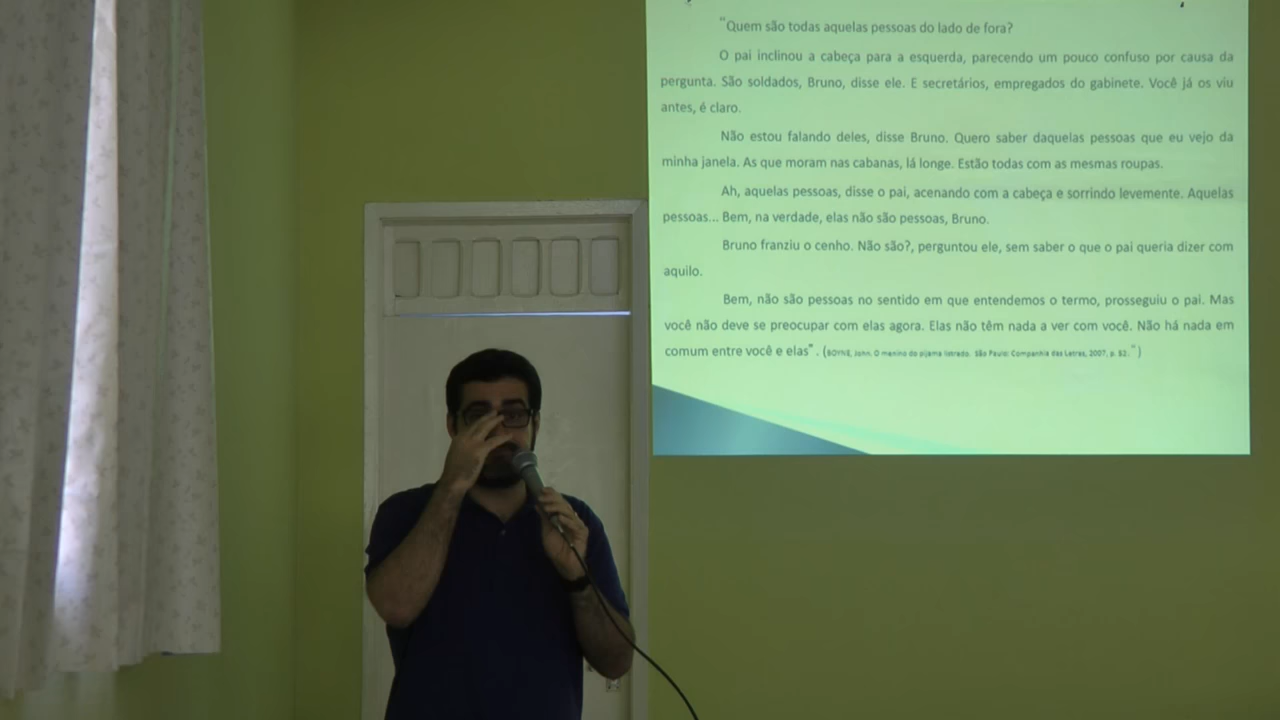 "Quem são todas aquelas pessoas do lado de fora?
O pai inclinou a cabeça para a esquerda, parecendo um pouco confuso por causa da
pergunta. São soldados, Bruno, disse ele. E secretários, empregados do gabinete. Você já os viu
antes, é claro.
Não estou falando deles, disse Bruno. Quero saber daquelas pessoas que eu vejo da
minha janela. As que moram nas cabanas, lá longe. Estão todas com as mesmas roupas.
Ah, aquelas pessoas, disse o pai, acenando com a cabeça e sorrindo levemente. Aquelas
pessoas... Bem, na verdade, elas não são pessoas, Bruno.
Bruno franziu o cenho. Não são?, perguntou ele, sem saber o que o pai queria dizer com
aquilo.
Bem, não são pessoas no sentido em que entendemos o termo, prosseguiu o pai. Mas
você não deve se preocupar com elas agora. Elas não têm nada a ver com você. Não há nada em
comum entre você e elas". (BOYNE, John, O menino do pijama listrado. São Paulo: Companhia das Letras, 2007, p. 52.")